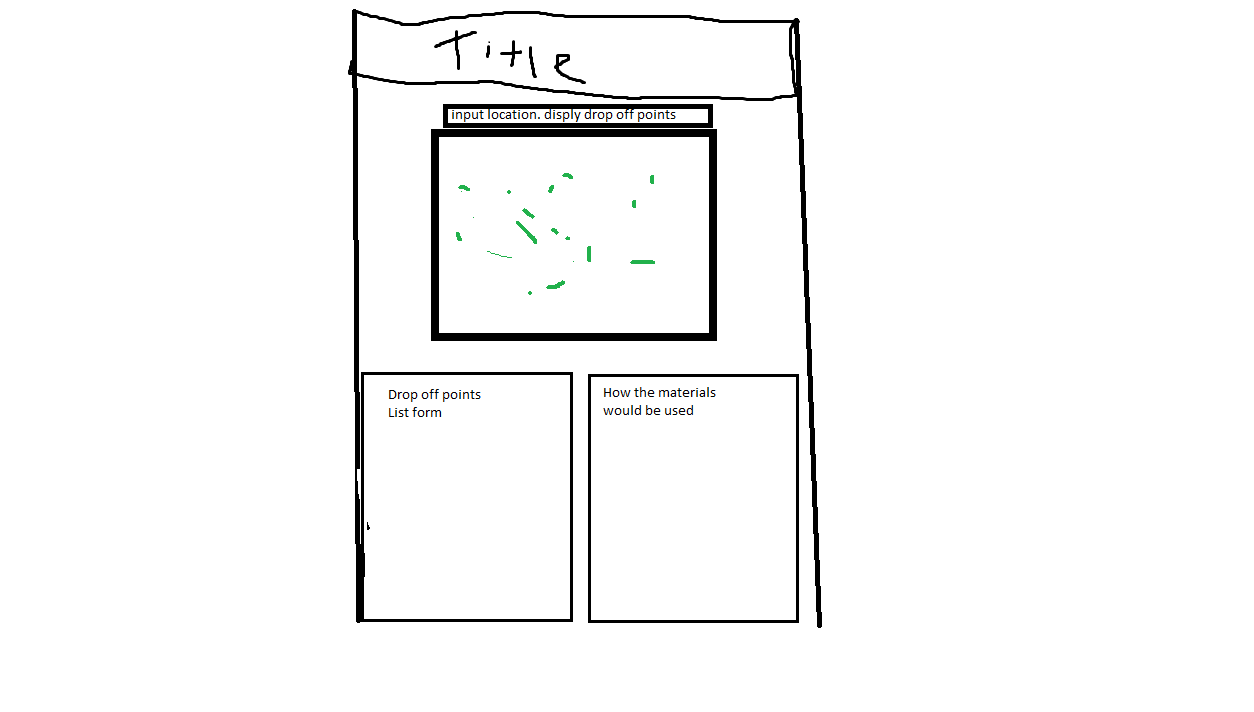 Title
input location. disply drop off points
Drop off points
List form
How the materials
would be used